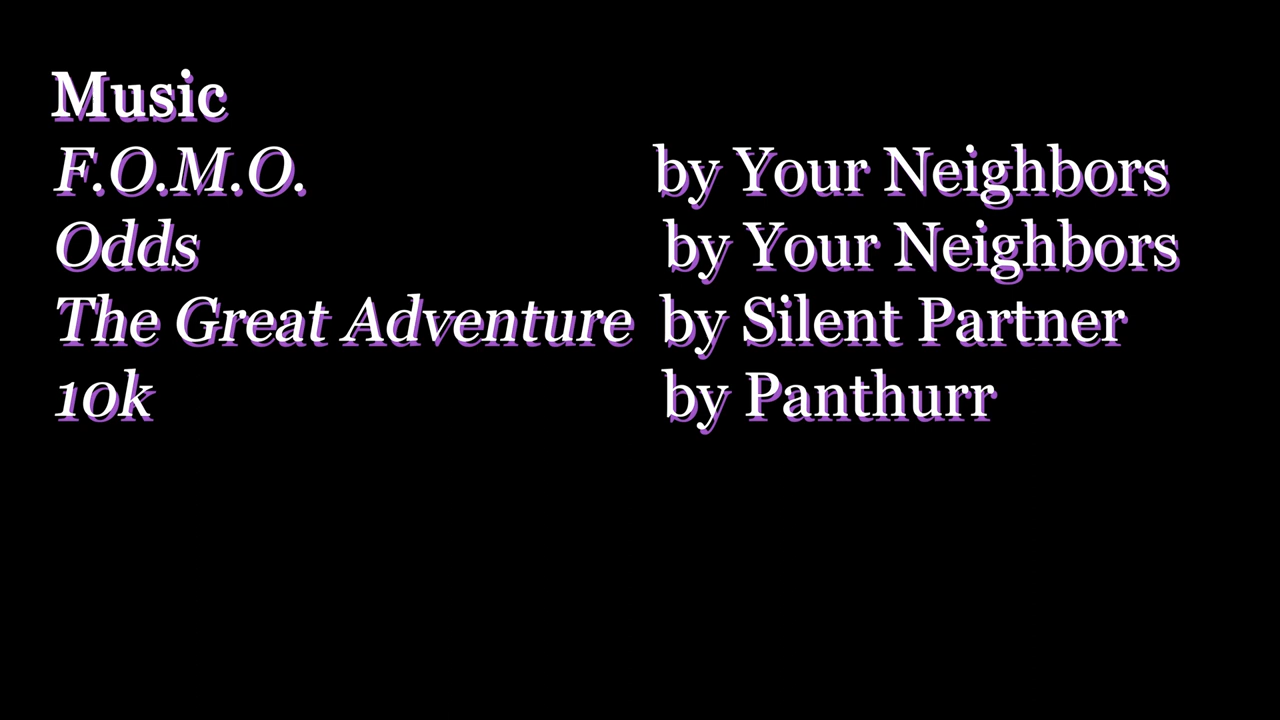 Music
F.O.M.O. by Your Neighbors
Odds by Your Neighbors
The Great Adventure by Silent Partner
10k by Panthurr